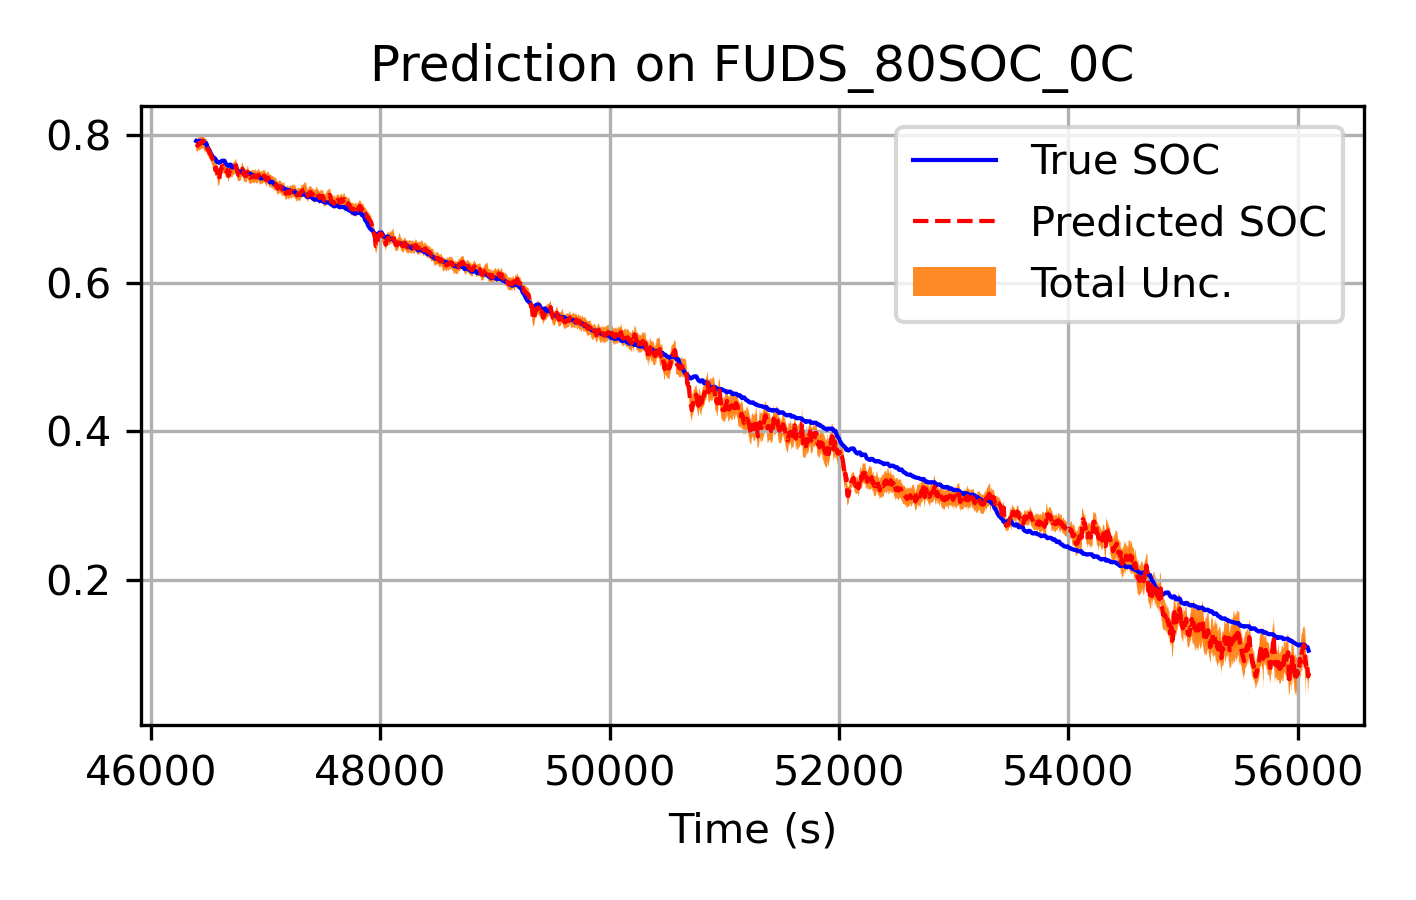 Prediction on FUDS_80SOC_0C
True SOC
Predicted SOC
Total Unc.
0.8
0.6
0.4
0.2
46000 48000 50000 52000 54000 56000
Time (s)